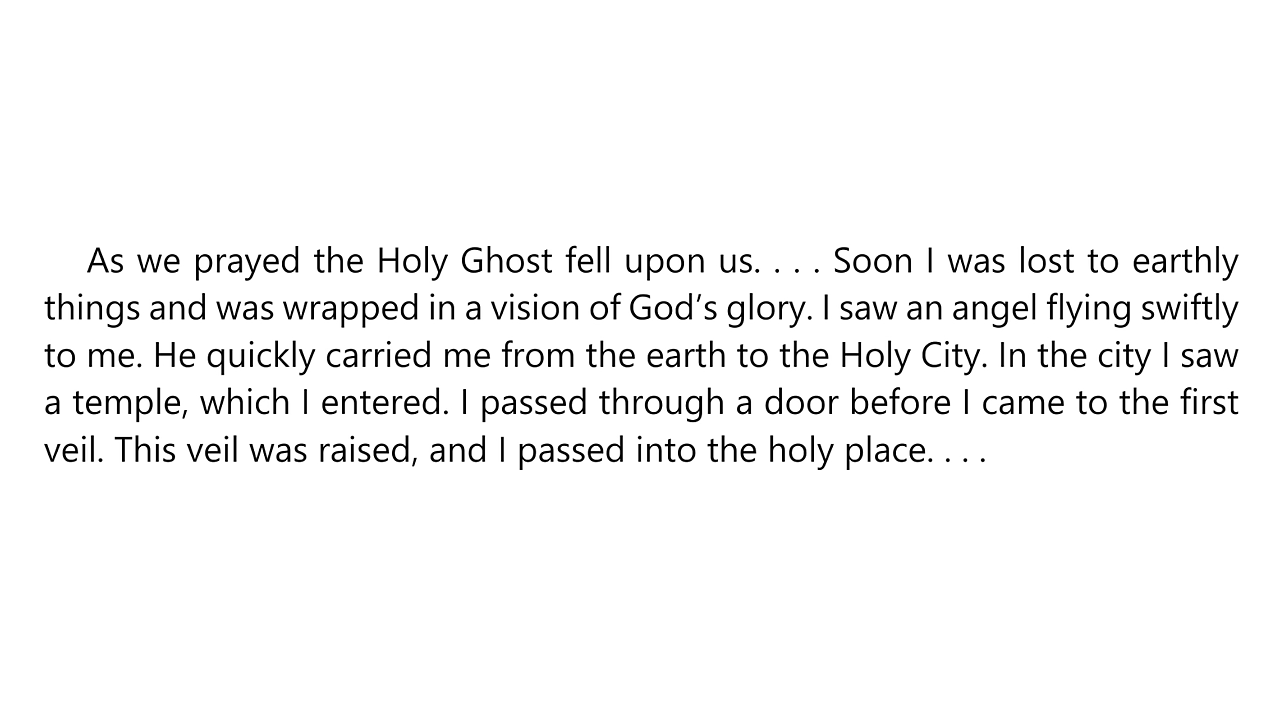 As we prayed the Holy Ghost fell upon us. . . . Soon I was lost to earthly
things and was wrapped in a vision of God’s glory. I saw an angel flying swiftly
to me. He quickly carried me from the earth to the Holy City. In the city I saw
a temple, which I entered. I passed through a door before I came to the first
veil. This veil was raised, and I passed into the holy place. . . .